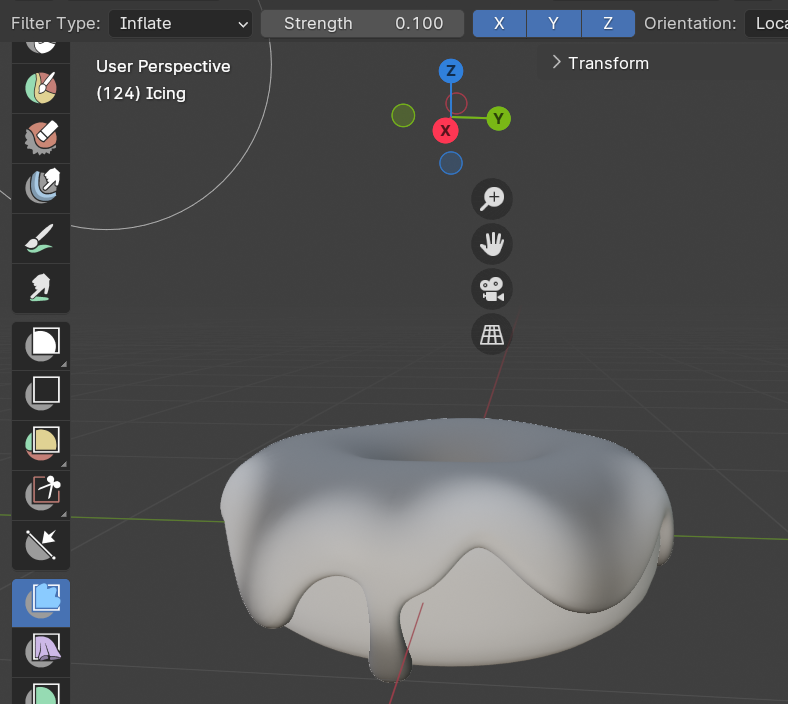 Filter Type: Inflate Strength 0.100 X Y Z Orientation: Loca
User Perspective
(124) Icing
Transform
Z
Y
X